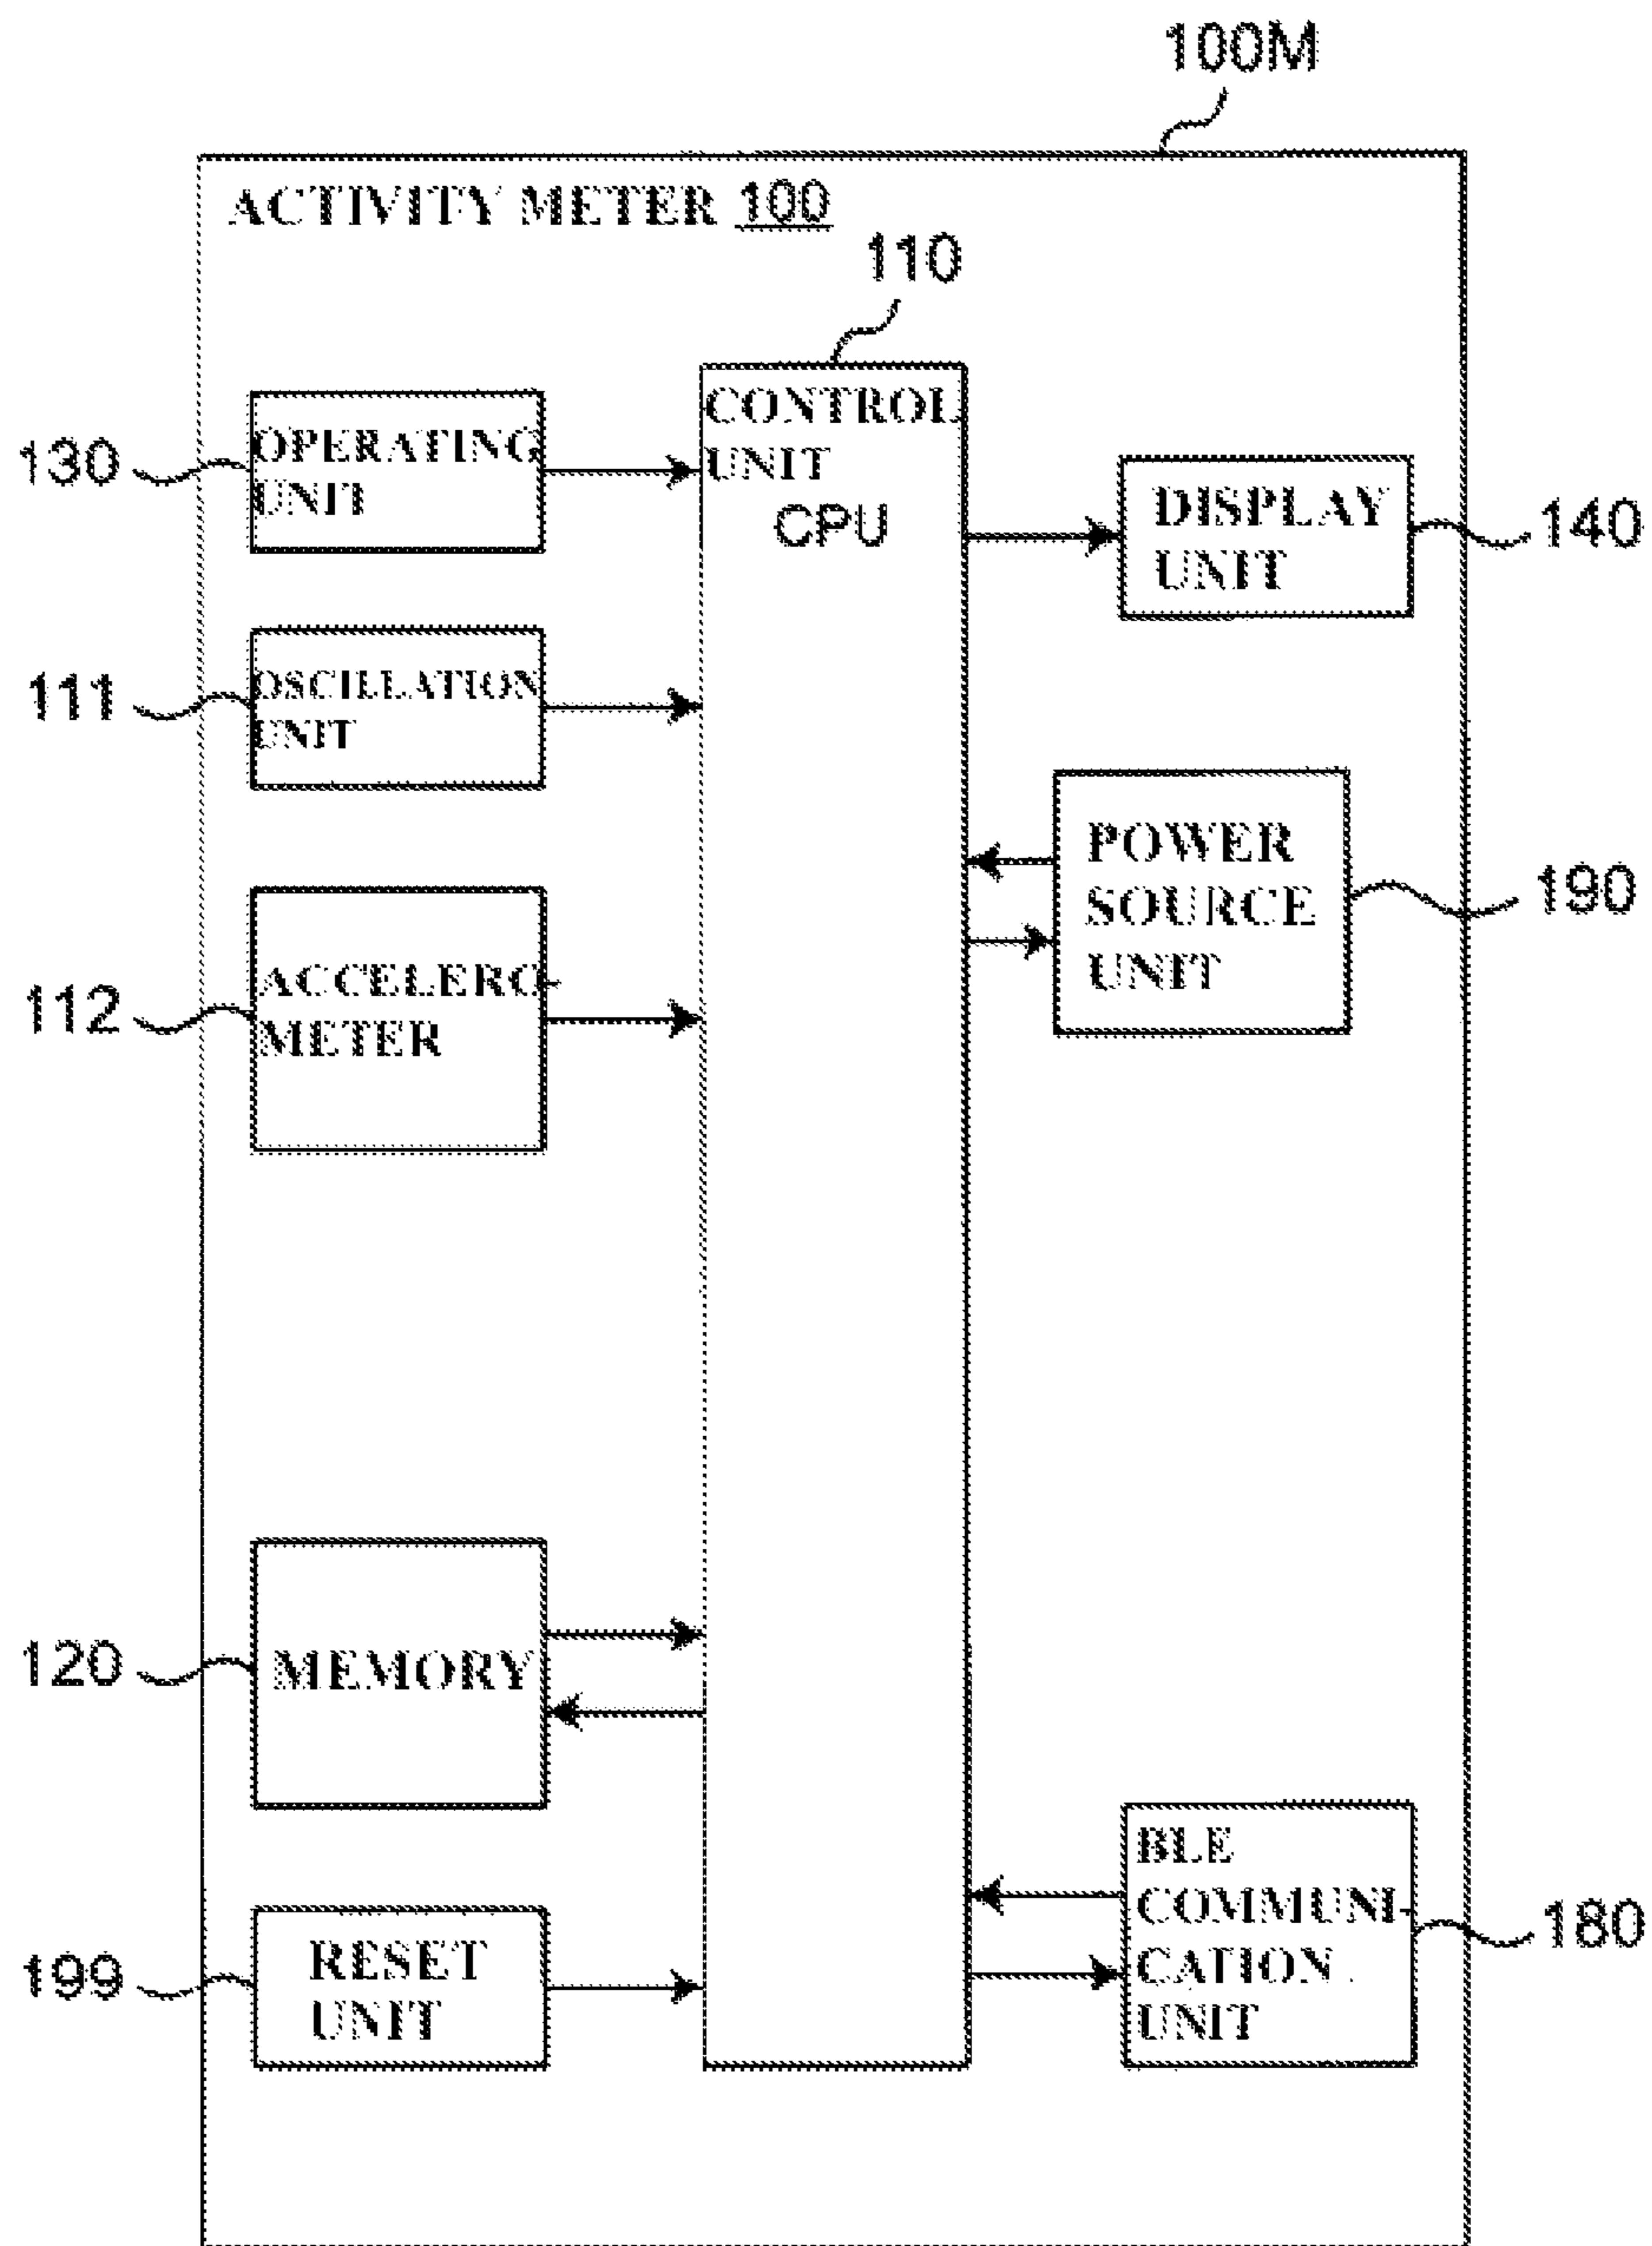 100M
ACTIVITY METER 100
110
130
OPERATING
UNIT
CONTROL
UNIT
CPU
DISPLAY
UNIT
140
111
OSCILLATION
UNIT
POWER
SOURCE
UNIT
190
112
ACCELERO-
METER
120
MEMORY
BLE
COMMUNI-
CATION
UNIT
180
199
RESET
UNIT